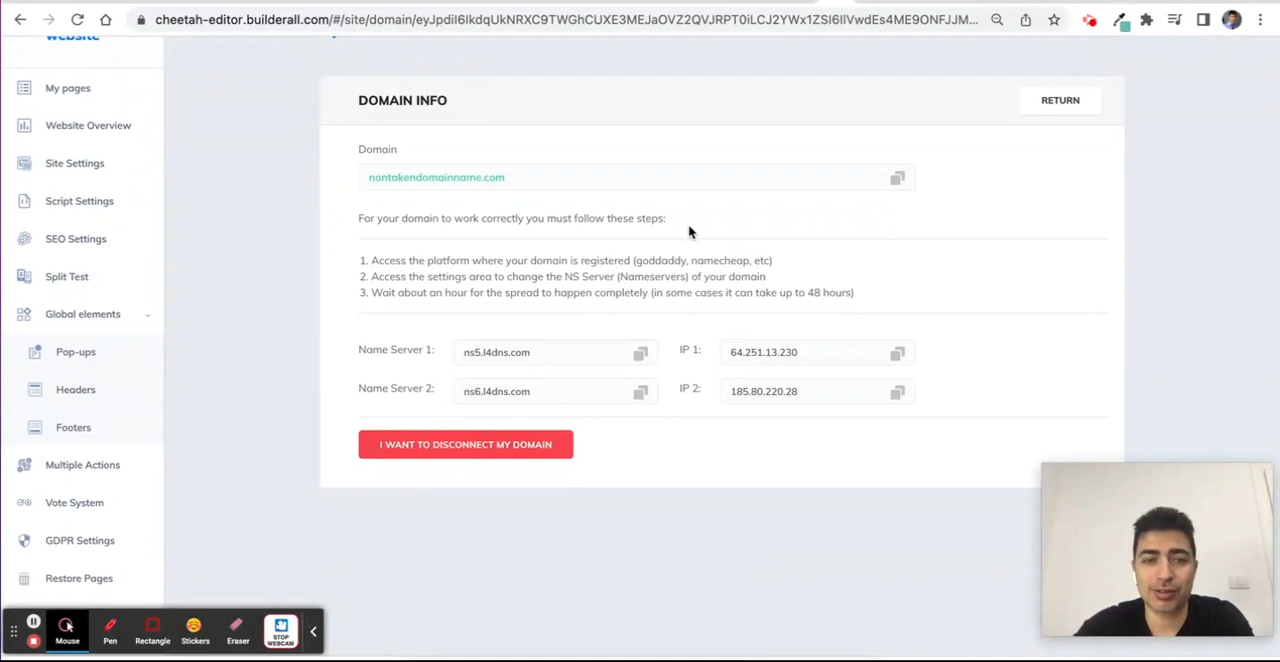 cheetah-editor.builderall.com/#/site/domain/eyJpdiI6IkdqUkNRXC9TWGhCUXE3MEJaOVZ2QVJRPT0iLCJ2YWx1ZSI6IlVwdEs4ME9ONFJJM...
website
My pages
Website Overview
Site Settings
Script Settings
SEO Settings
Split Test
Global elements
Pop-ups
Headers
Footers
Multiple Actions
Vote System
GDPR Settings
Restore Pages
DOMAIN INFO
RETURN
Domain
nontakendomainname.com
For your domain to work correctly you must follow these steps:
1. Access the platform where your domain is registered (goddaddy, namecheap, etc)
2. Access the settings area to change the NS Server (Nameservers) of your domain
3. Wait about an hour for the spread to happen completely (in some cases it can take up to 48 hours)
Name Server 1: ns5.l4dns.com IP 1: 64.251.13.230
Name Server 2: ns6.l4dns.com IP 2: 185.80.220.28
I WANT TO DISCONNECT MY DOMAIN
Mouse Pen Rectangle Stickers Eraser STOP WEBCAM